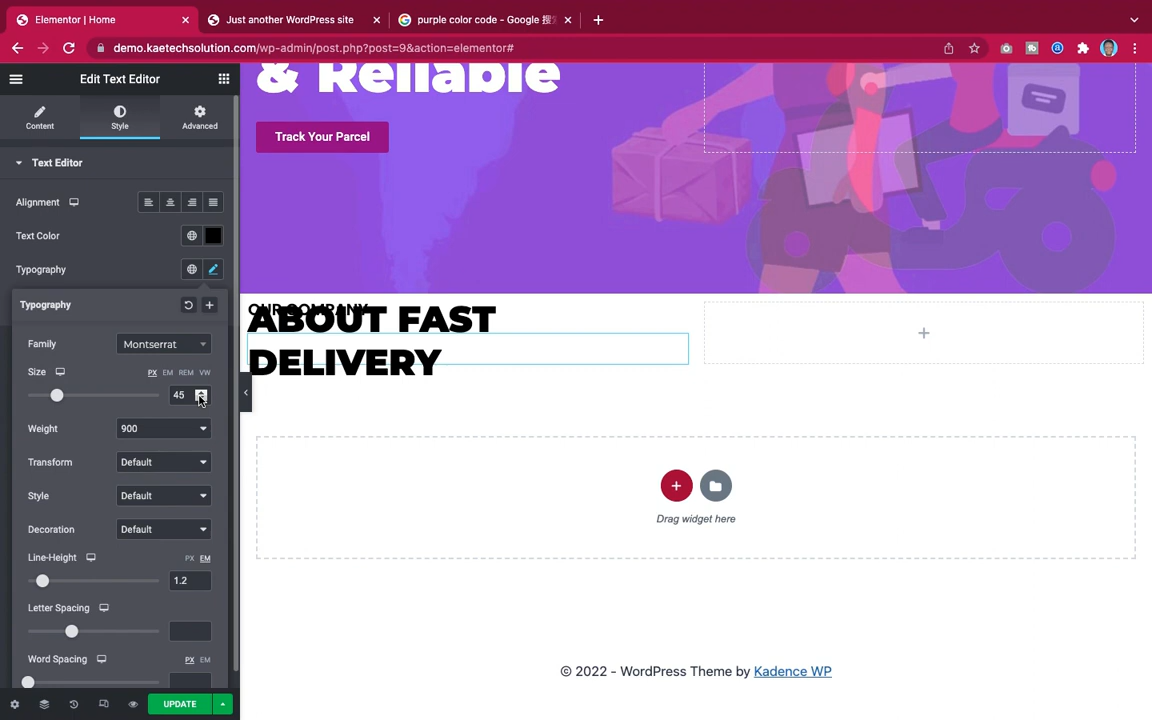 Elementor | Home
Just another WordPress site
purple color code - Google 搜
demo.kaetechsolution.com/wp-admin/post.php?post=9&action=elementor#
Edit Text Editor
Content
Style
Advanced
Text Editor
Alignment
Text Color
Typography
Typography
Family
Montserrat
Size
PX EM REM VW
45
Weight
900
Transform
Default
Style
Default
Decoration
Default
Line-Height
PX EM
1.2
Letter Spacing
Word Spacing
PX EM
UPDATE
& Reliable
Track Your Parcel
OUR COMPANY
ABOUT FAST
DELIVERY
Drag widget here
© 2022 - WordPress Theme by Kadence WP